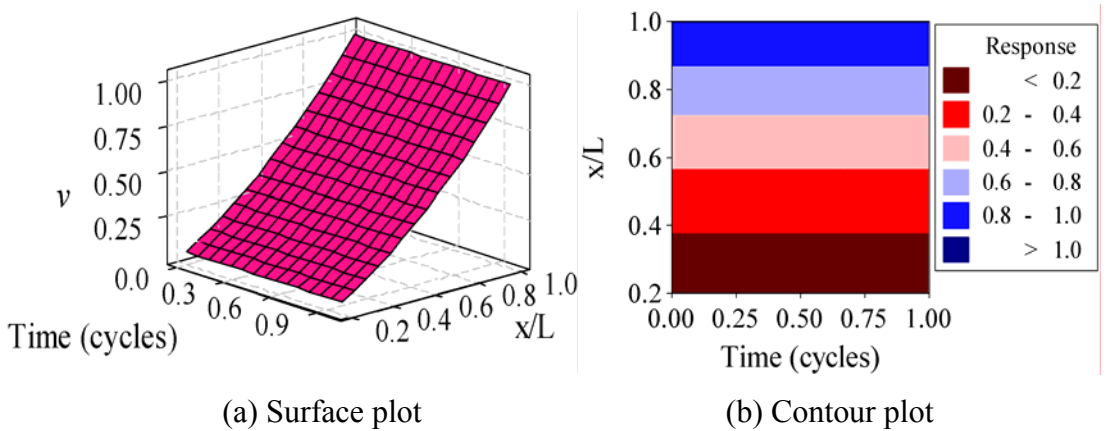 1.00
0.75
0.50
0.25
0.0
v
0.3
0.6
0.9
Time (cycles)
0.2
0.4
0.6
0.8
1.0
x/L
(a) Surface plot
1.0
0.8
0.6
0.4
0.2
x/L
0.00 0.25 0.50 0.75 1.00
Time (cycles)
Response
< 0.2
0.2 - 0.4
0.4 - 0.6
0.6 - 0.8
0.8 - 1.0
> 1.0
(b) Contour plot